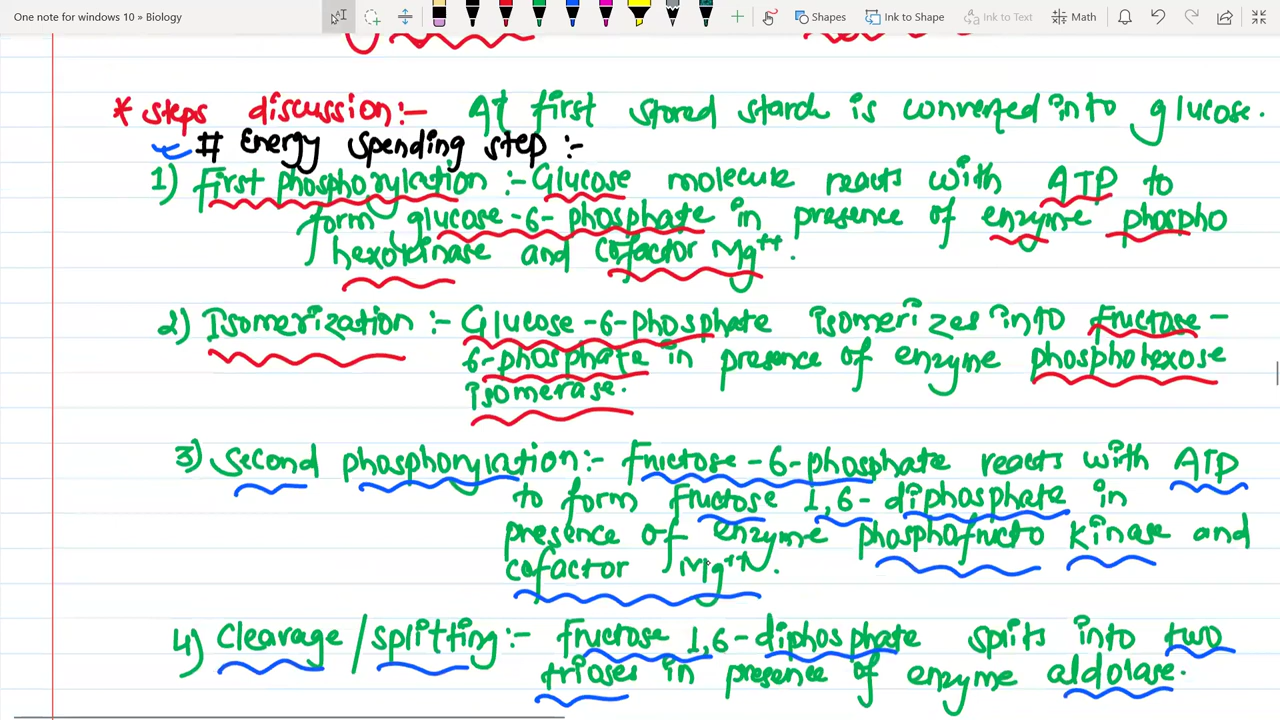 One note for windows 10 » Biology
Shapes Ink to Shape Ink to Text Math
* steps discussion:- At first stored starch is converted into glucose.
# Energy spending step :-
1) first phosphorylation :- Glucose molecule reacts with ATP to
form glucose-6-phosphate in presence of enzyme phospho
hexokinase and cofactor Mg++.
2) Isomerization :- Glucose-6-phosphate isomerizes into fructose-
6-phosphate in presence of enzyme phosphohexose
isomerase.
3) Second phosphorylation:- fructose-6-phosphate reacts with ATP
to form fructose 1,6-diphosphate in
presence of enzyme phosphofructo kinase and
cofactor Mg++.
4) Clearage / splitting:- fructose 1,6-diphosphate splits into two
trioses in presence of enzyme aldolase.